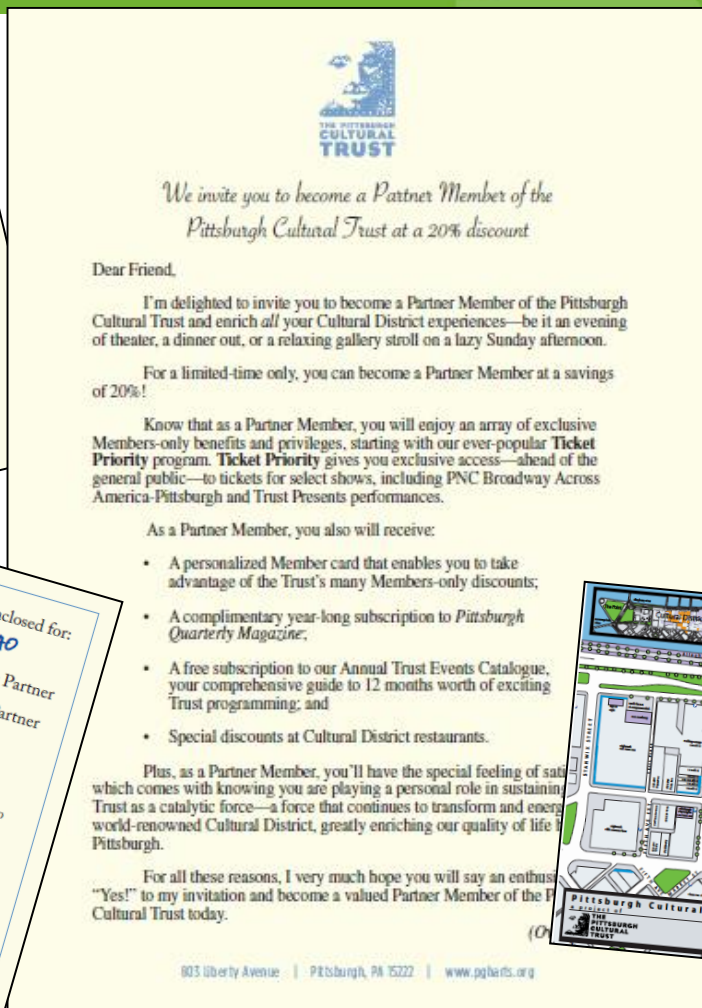 THE PITTSBURGH
CULTURAL
TRUST
We invite you to become a Partner Member of the
Pittsburgh Cultural Trust at a 20% discount
Dear Friend,
I'm delighted to invite you to become a Partner Member of the Pittsburgh
Cultural Trust and enrich all your Cultural District experiences—be it an evening
of theater, a dinner out, or a relaxing gallery stroll on a lazy Sunday afternoon.
For a limited-time only, you can become a Partner Member at a savings
of 20%!
Know that as a Partner Member, you will enjoy an array of exclusive
Members-only benefits and privileges, starting with our ever-popular Ticket
Priority program. Ticket Priority gives you exclusive access—ahead of the
general public—to tickets for select shows, including PNC Broadway Across
America-Pittsburgh and Trust Presents performances.
As a Partner Member, you also will receive:
• A personalized Member card that enables you to take
advantage of the Trust's many Members-only discounts;
• A complimentary year-long subscription to Pittsburgh
Quarterly Magazine;
• A free subscription to our Annual Trust Events Catalogue,
your comprehensive guide to 12 months worth of exciting
Trust programming; and
• Special discounts at Cultural District restaurants.
Plus, as a Partner Member, you'll have the special feeling of sati
which comes with knowing you are playing a personal role in sustaining
Trust as a catalytic force—a force that continues to transform and energ
world-renowned Cultural District, greatly enriching our quality of life
Pittsburgh.
For all these reasons, I very much hope you will say an enthusi
"Yes!" to my invitation and become a valued Partner Member of the P
Cultural Trust today.
(Ov
803 Liberty Avenue | Pittsburgh, PA 15222 | www.pgharts.org
closed for:
Partner
artner
Cultural District
STANWIX STREET
Pittsburgh Cultural
a project of
THE
PITTSBURGH
CULTURAL
TRUST